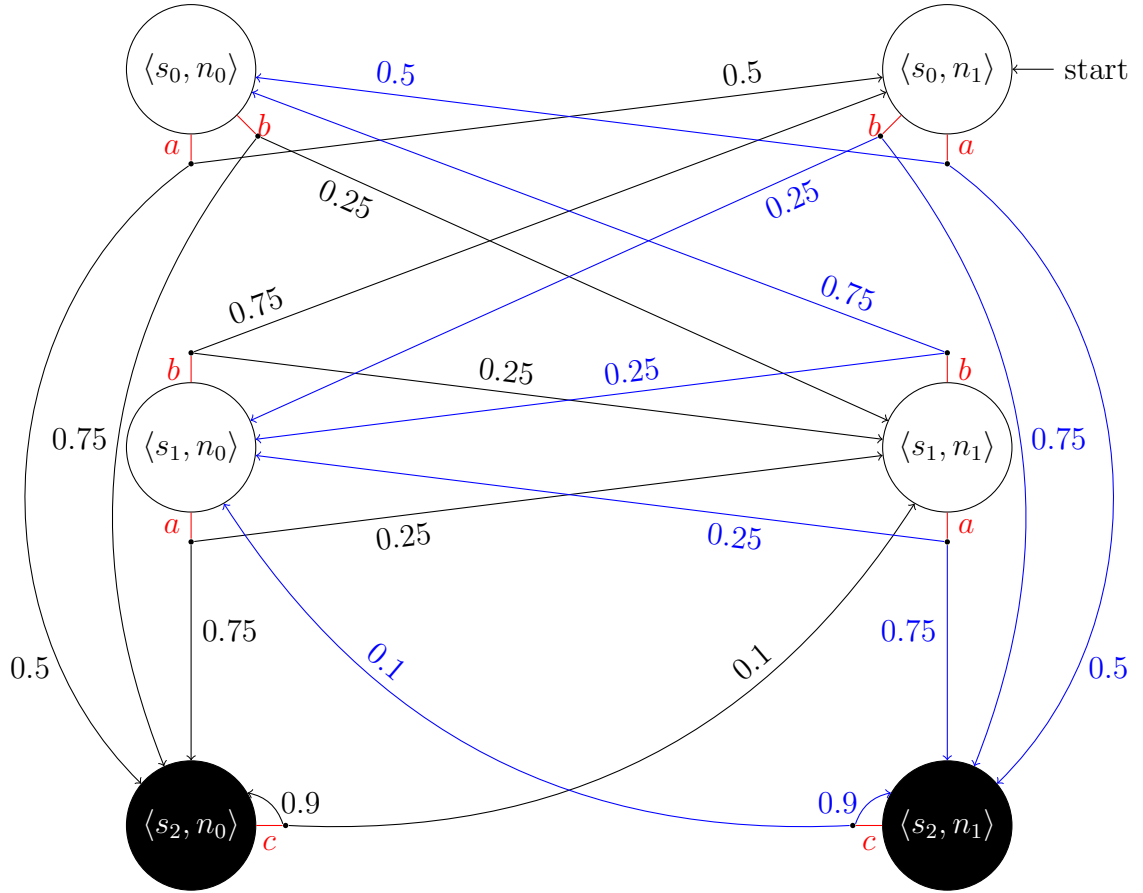 ⟨s₀, n₀⟩ ⟨s₀, n₁⟩ start
0.5 0.5
a b b a
0.25 0.25
0.75 0.75
b 0.25 0.25 b
0.75 ⟨s₁, n₀⟩ ⟨s₁, n₁⟩ 0.75
a 0.25 0.25 a
0.75 0.75
0.5 0.1 0.1 0.5
0.9 0.9
⟨s₂, n₀⟩ c c ⟨s₂, n₁⟩